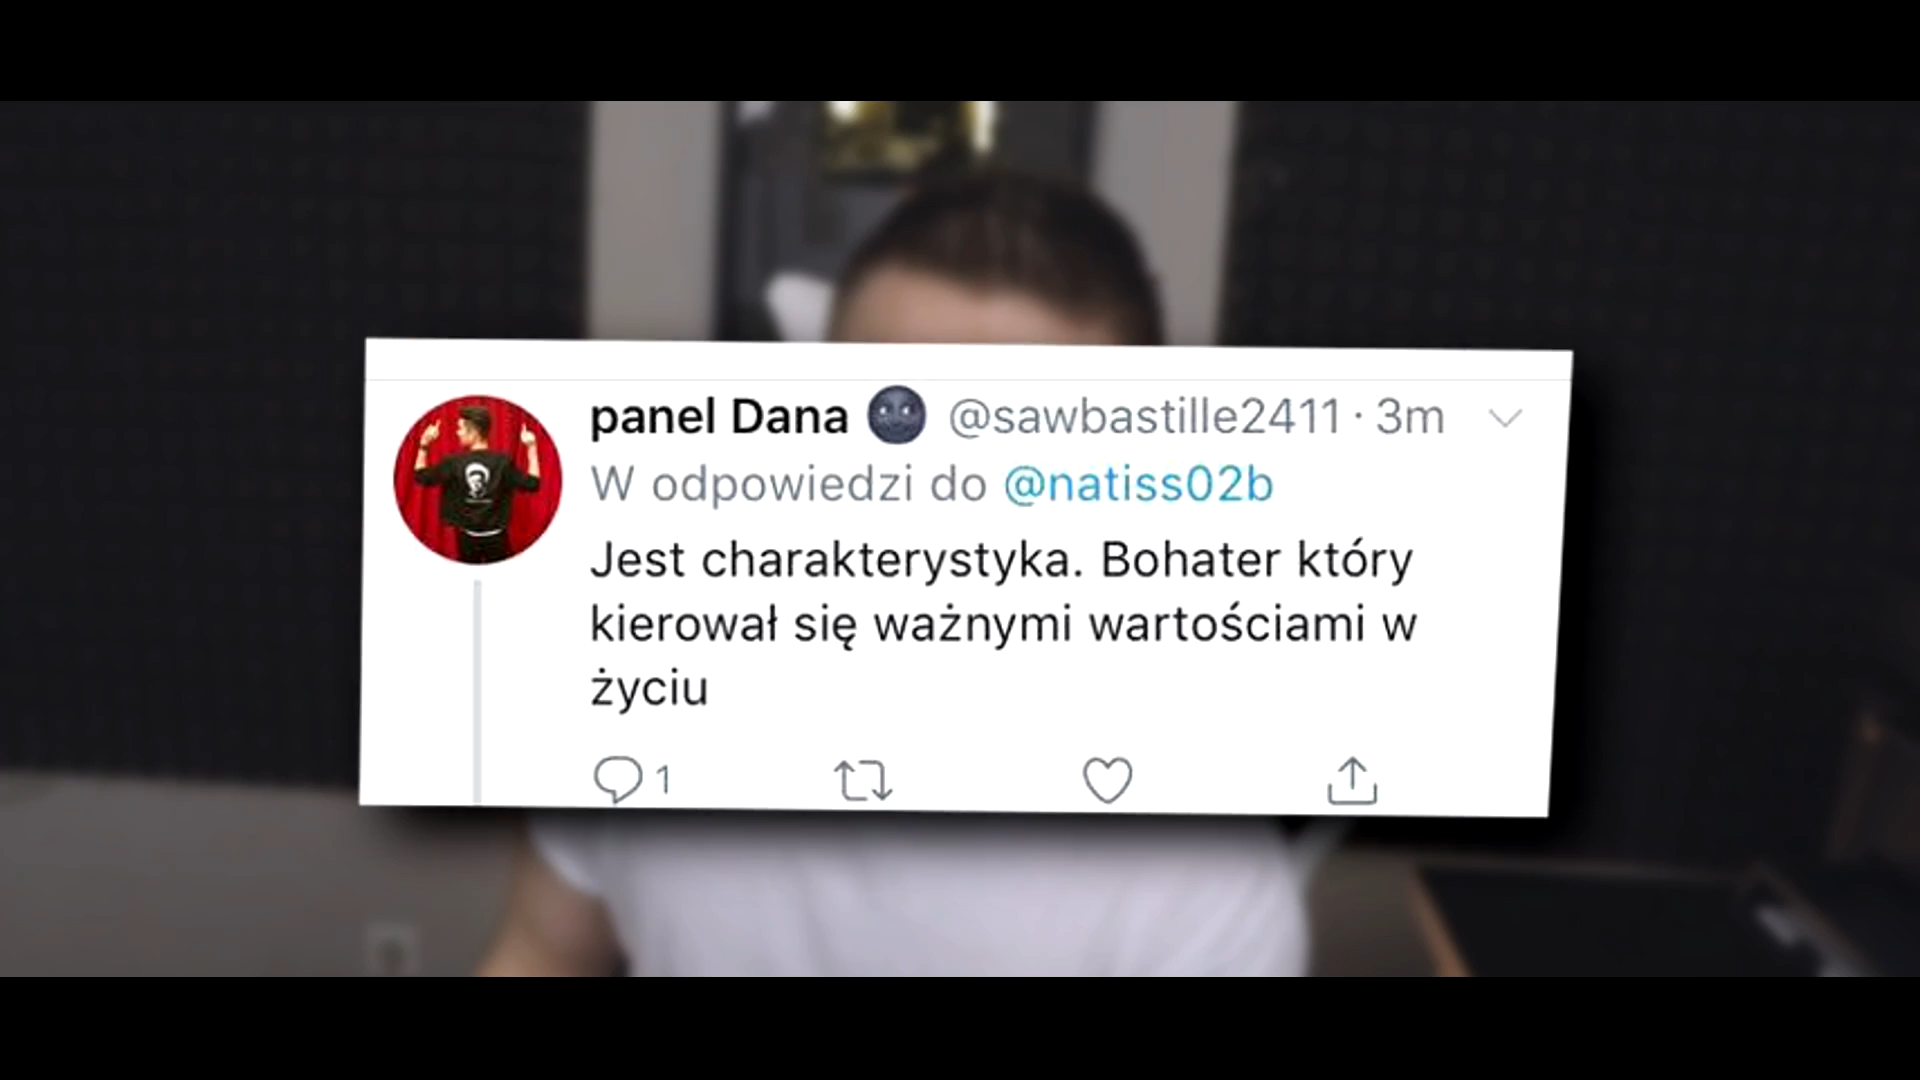 panel Dana 🌚 @sawbastille2411 · 3m
W odpowiedzi do @natiss02b
Jest charakterystyka. Bohater który
kierował się ważnymi wartościami w
życiu
1